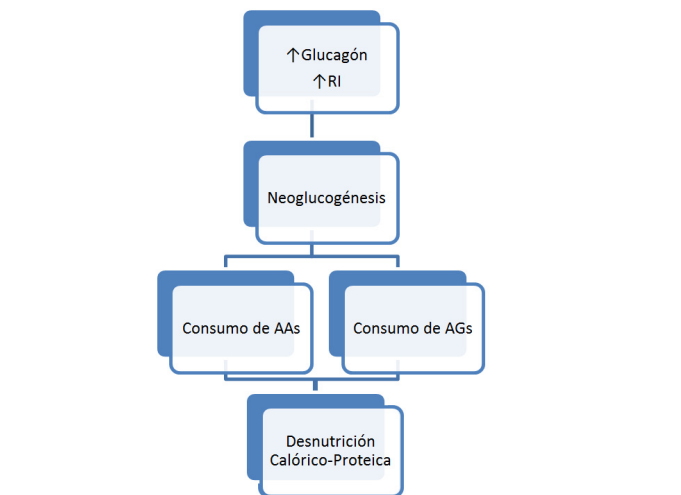 ↑Glucagón
↑RI
Neoglucogénesis
Consumo de AAs
Consumo de AGs
Desnutrición
Calórico-Proteica